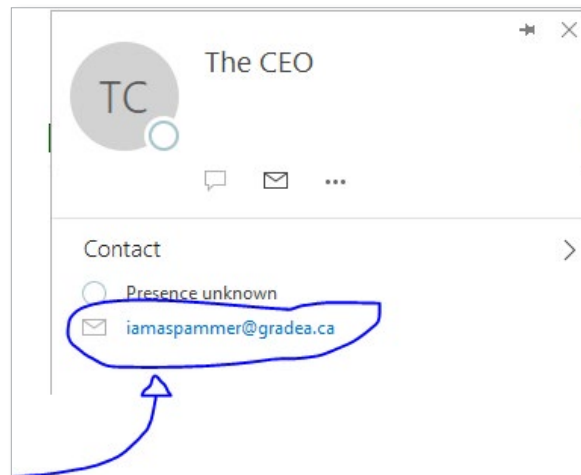 The CEO
TC
Contact
Presence unknown
iamaspammer@gradea.ca